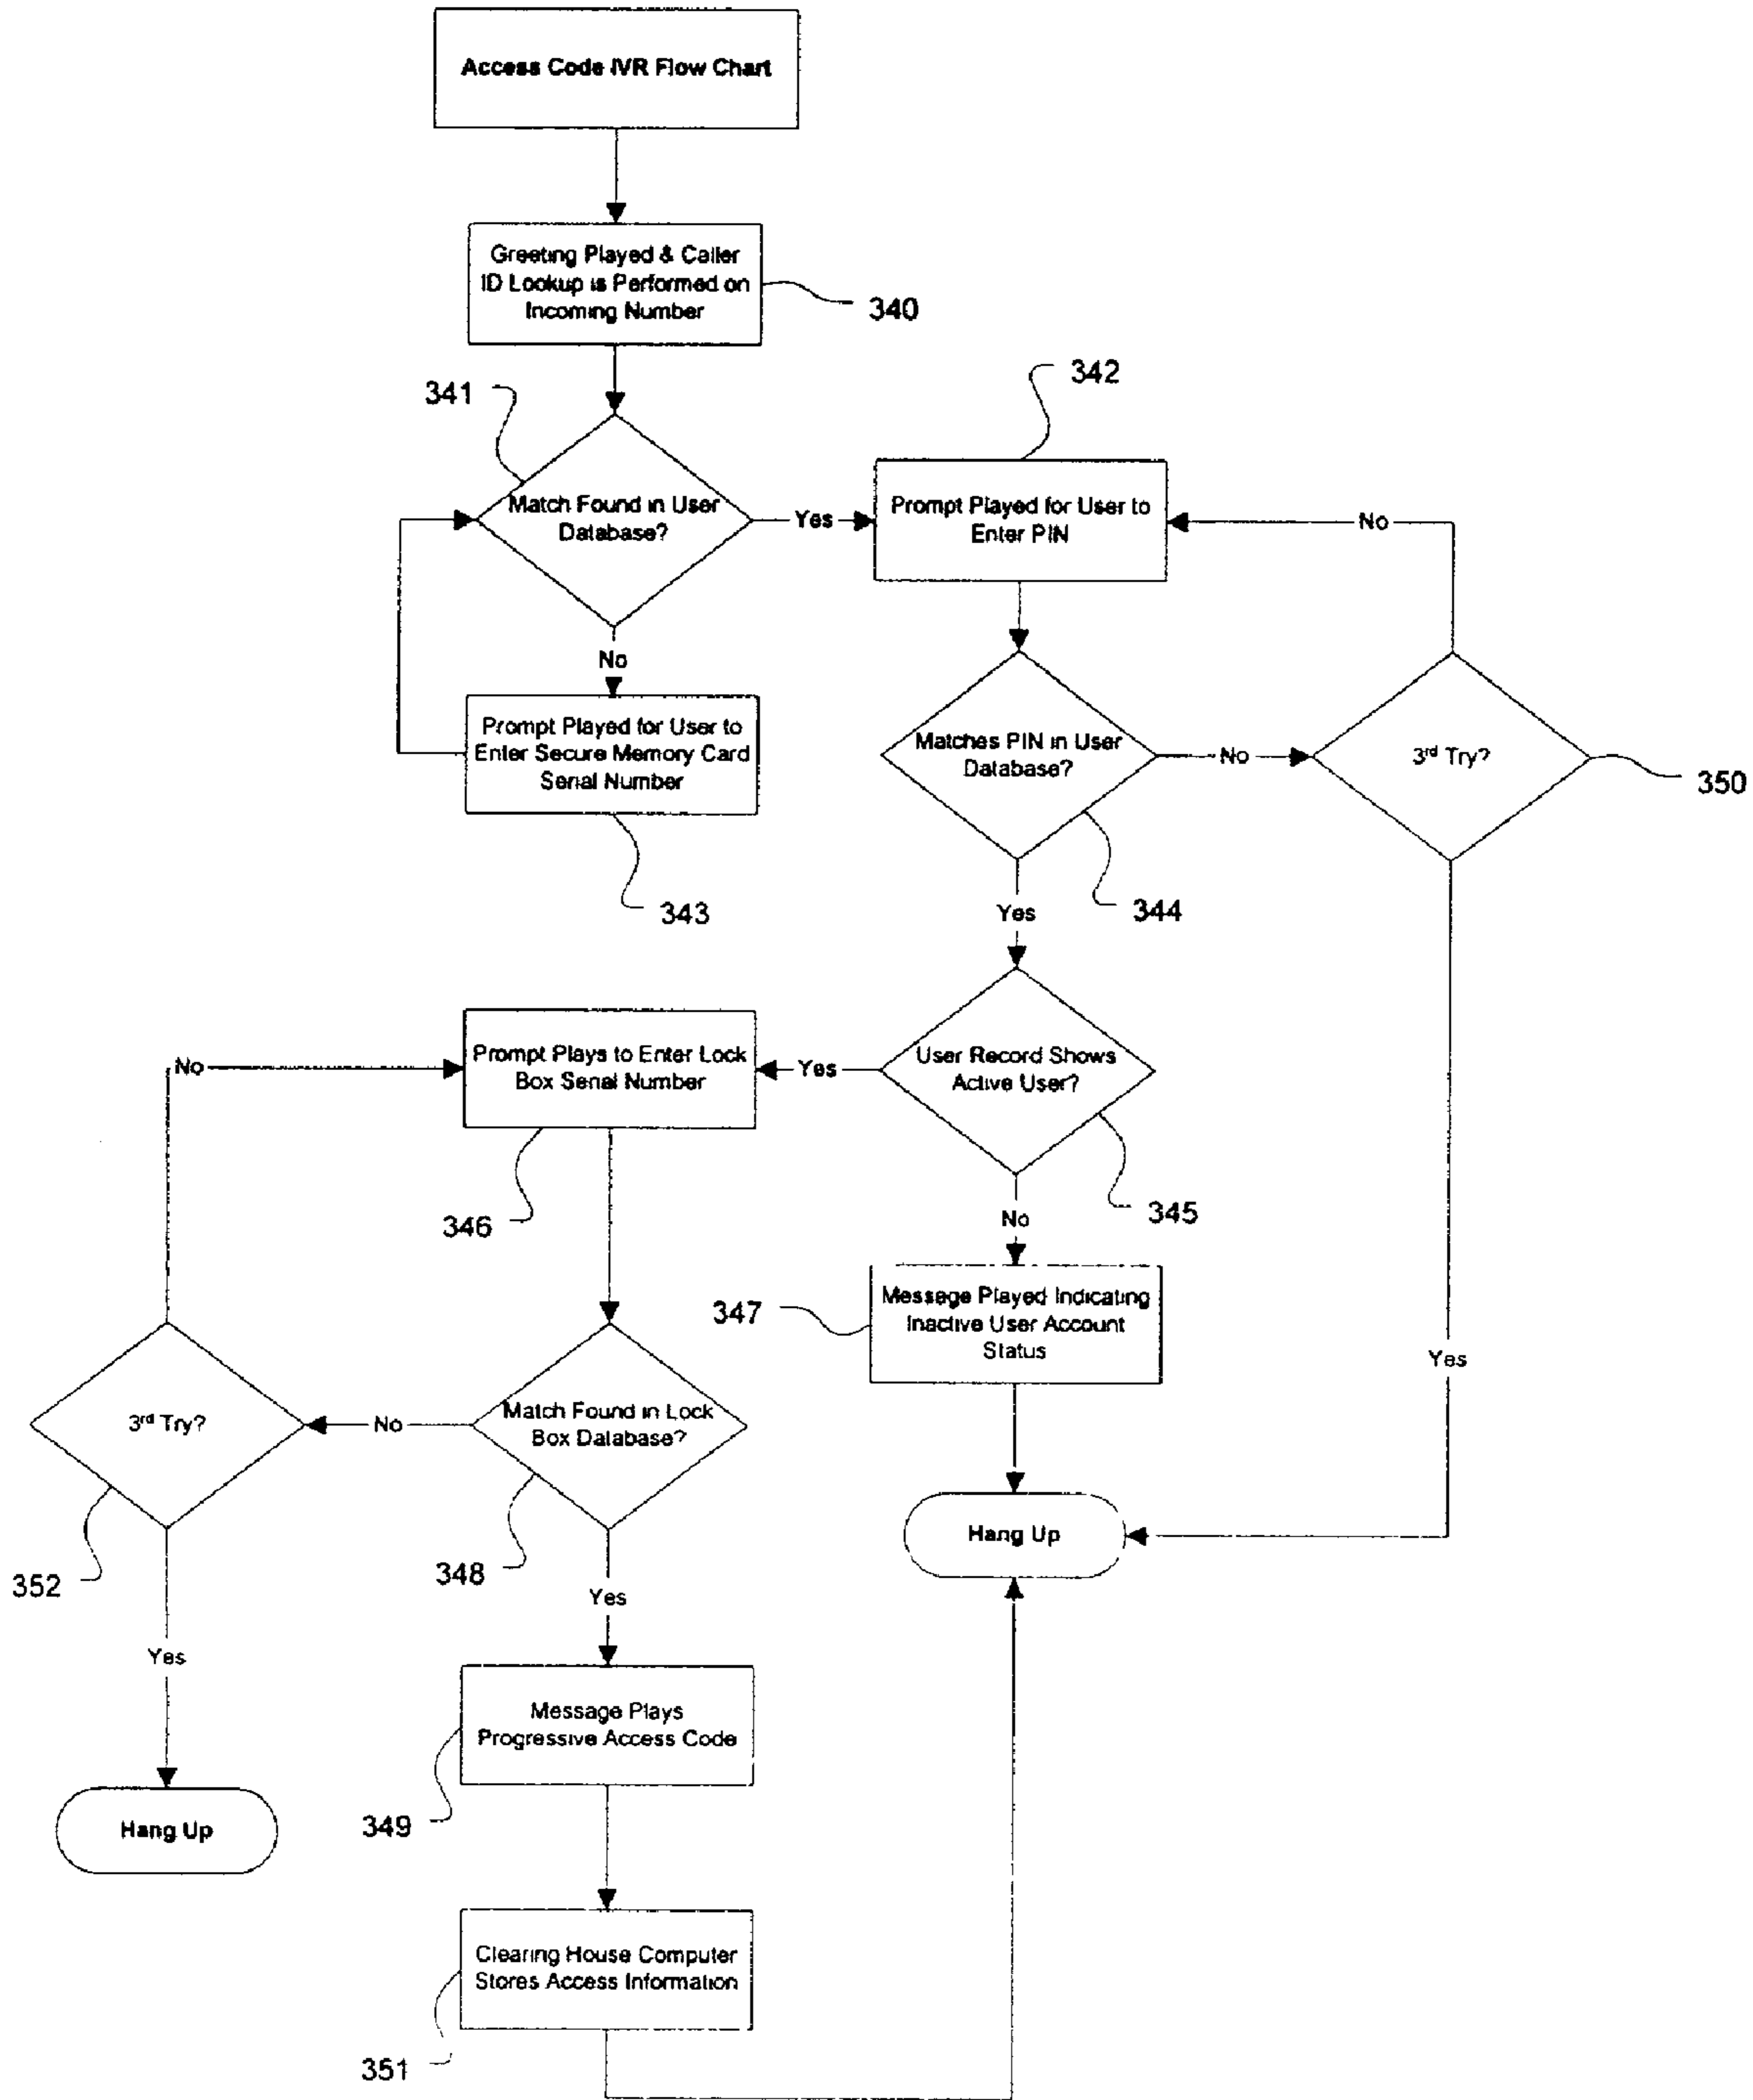 Access Code IVR Flow Chart
Greeting Played & Caller
ID Lookup is Performed on
Incoming Number
340
341
342
Match Found in User
Database?
Yes
Prompt Played for User to
Enter PIN
No
No
Prompt Played for User to
Enter Secure Memory Card
Serial Number
343
Matches PIN in User
Database?
No
3rd Try?
350
344
Yes
Prompt Plays to Enter Lock
Box Serial Number
No
Yes
User Record Shows
Active User?
346
345
No
347
Message Played Indicating
Inactive User Account
Status
Yes
3rd Try?
No
Match Found in Lock
Box Database?
Hang Up
352
348
Yes
Yes
Message Plays
Progressive Access Code
349
Hang Up
Clearing House Computer
Stores Access Information
351